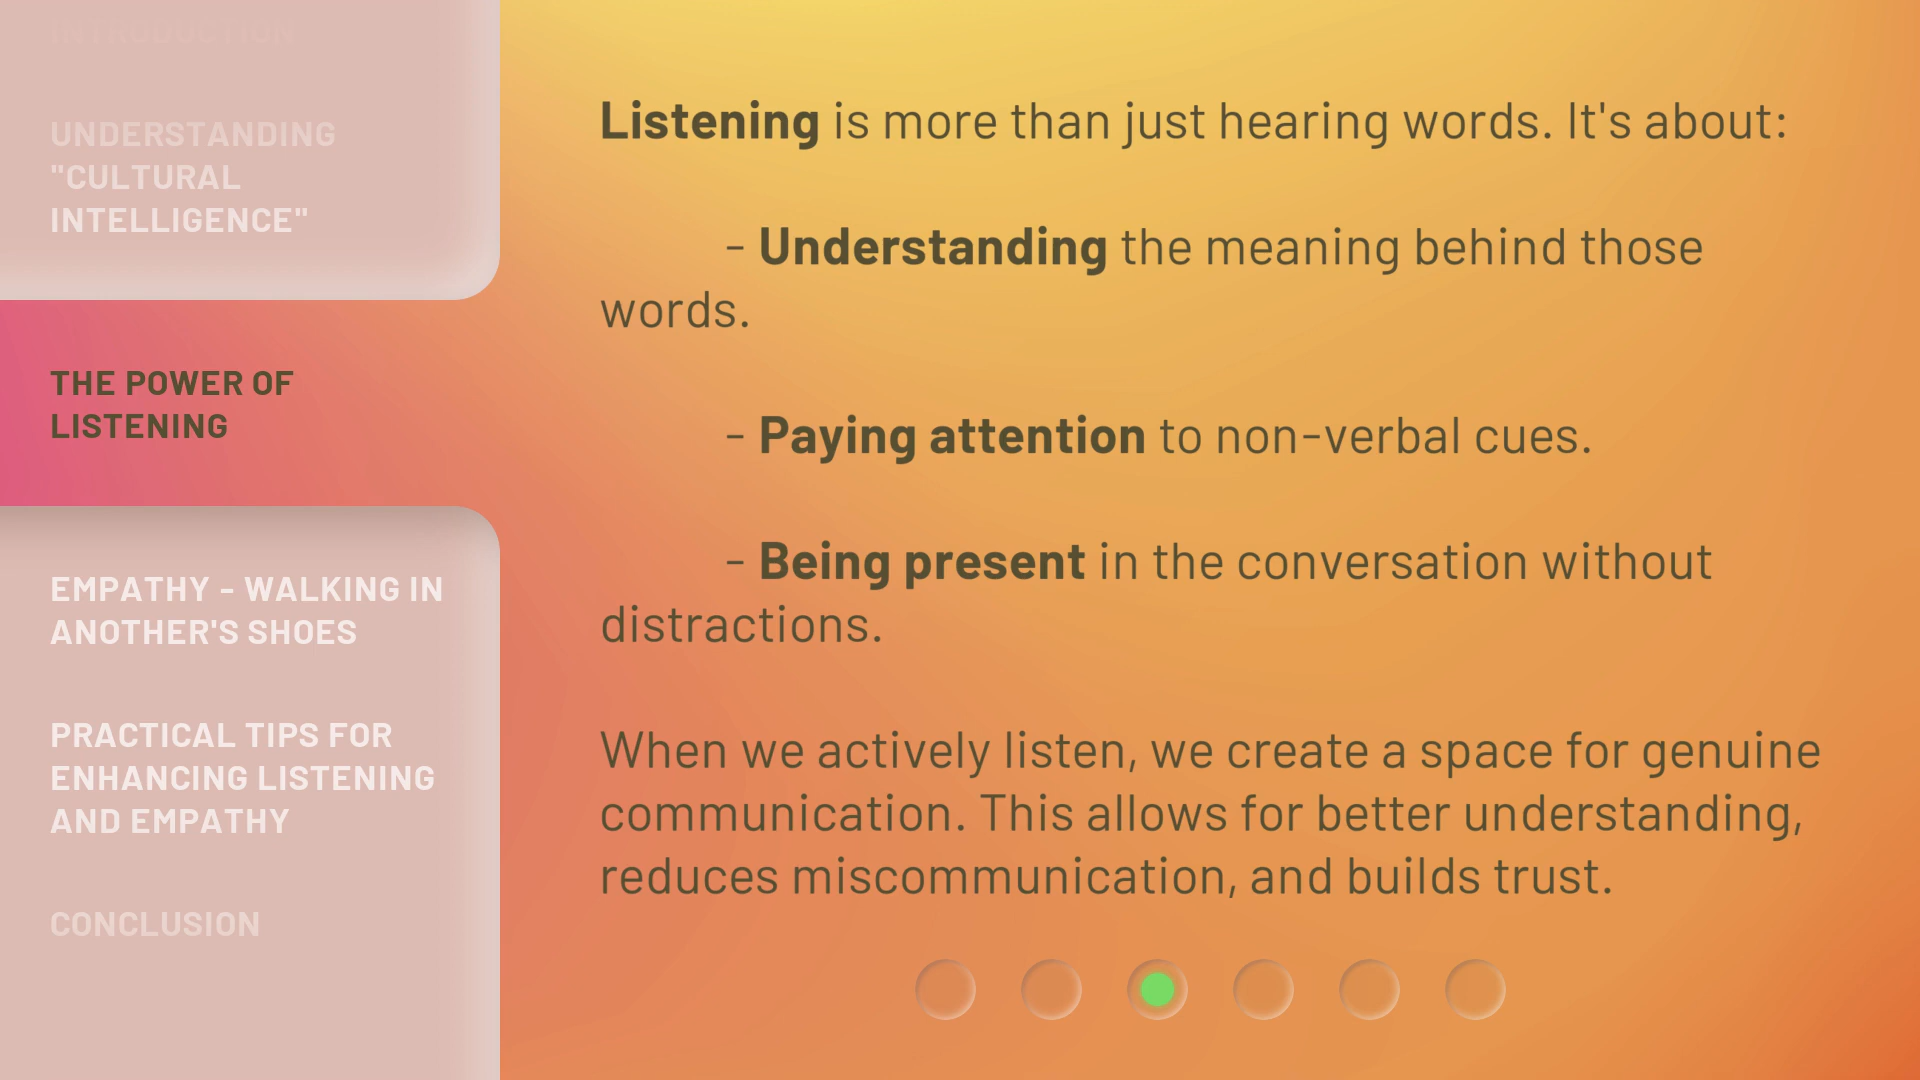 INTRODUCTION
UNDERSTANDING
"CULTURAL
INTELLIGENCE"
THE POWER OF
LISTENING
EMPATHY - WALKING IN
ANOTHER'S SHOES
PRACTICAL TIPS FOR
ENHANCING LISTENING
AND EMPATHY
CONCLUSION
Listening is more than just hearing words. It's about:
- Understanding the meaning behind those
words.
- Paying attention to non-verbal cues.
- Being present in the conversation without
distractions.
When we actively listen, we create a space for genuine
communication. This allows for better understanding,
reduces miscommunication, and builds trust.